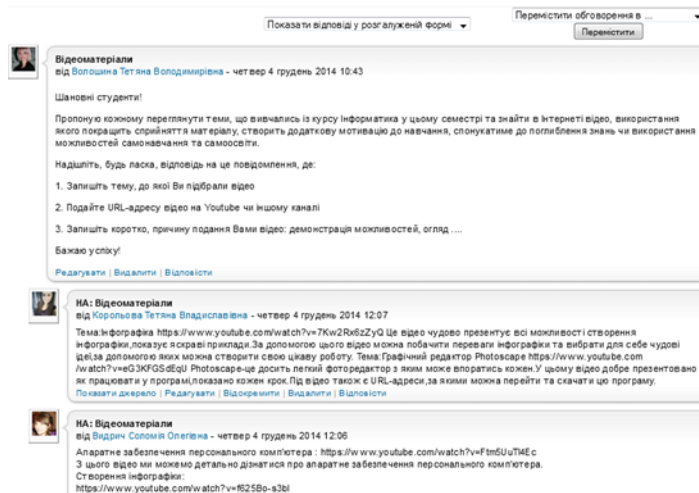 Показати відповіді у розгалуженій формі
Перемістити обговорення в ...
Перемістити
Відеоматеріали
від Волошина Тетяна Володимирівна - четвер 4 грудень 2014 10:43
Шановні студенти!
Пропоную кожному переглянути теми, що вивчались із курсу Інформатика у цьому семестрі та знайти в Інтернеті відео, використання
якого покращить сприйняття матеріалу, створить додаткову мотивацію до навчання, спонукатиме до поглиблення знань чи використання
можливостей самонавчання та самоосвіти.
Надішліть, будь ласка, відповідь на це повідомлення, де:
1. Запишіть тему, до якої Ви підібрали відео
2. Подайте URL-адресу відео на Youtube чи іншому каналі
3. Запишіть коротко, причину подання Вами відео: демонстрація можливостей, огляд ....
Бажаю успіху!
Редагувати | Видалити | Відповісти
НА: Відеоматеріали
від Корольова Тетяна Владиславівна - четвер 4 грудень 2014 12:07
Тема:Інфографіка https://www.youtube.com/watch?v=7Kw2Rx6zZyQ Це відео чудово презентує всі можливості створення
інфографіки,показує яскраві приклади.За допомогою цього відео можна побачити переваги інфографіки та вибрати для себе чудові
ідеї,за допомогою яких можна створити свою цікаву роботу. Тема:Графічний редактор Photoscape https://www.youtube.com
/watch?v=eG3KFGSdEqU Photoscape-це досить легкий фоторедактор з яким може впоратись кожен.У цьому відео добре презентовано
як працювати у програмі,показано кожен крок.Під відео також є URL-адреси,за якими можна перейти та скачати цю програму.
Показати джерело | Редагувати | Відокремити | Видалити | Відповісти
НА: Відеоматеріали
від Видрич Соломія Олегівна - четвер 4 грудень 2014 12:06
Апаратне забезпечення персонального комп'ютера : https://www.youtube.com/watch?v=Ftm5UuTl4Ec
З цього відео ми можемо детально дізнатися про апаратне забезпечення персонального комп'ютера.
Створення інфографіки:
https://www.youtube.com/watch?v=f625Bo-s3bI